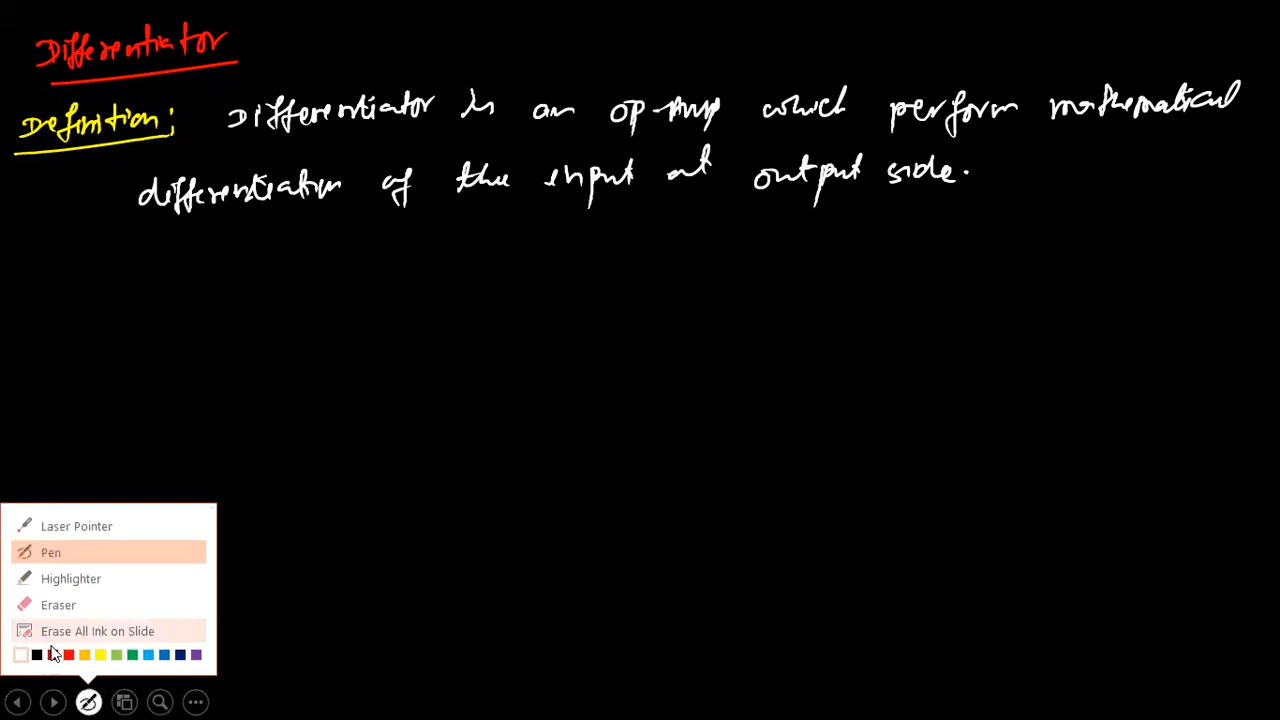 Differentiator
Definition: Differentiator is an op-Amp which perform mathematical
differentiation of the input at output side.
Laser Pointer
Pen
Highlighter
Eraser
Erase All Ink on Slide